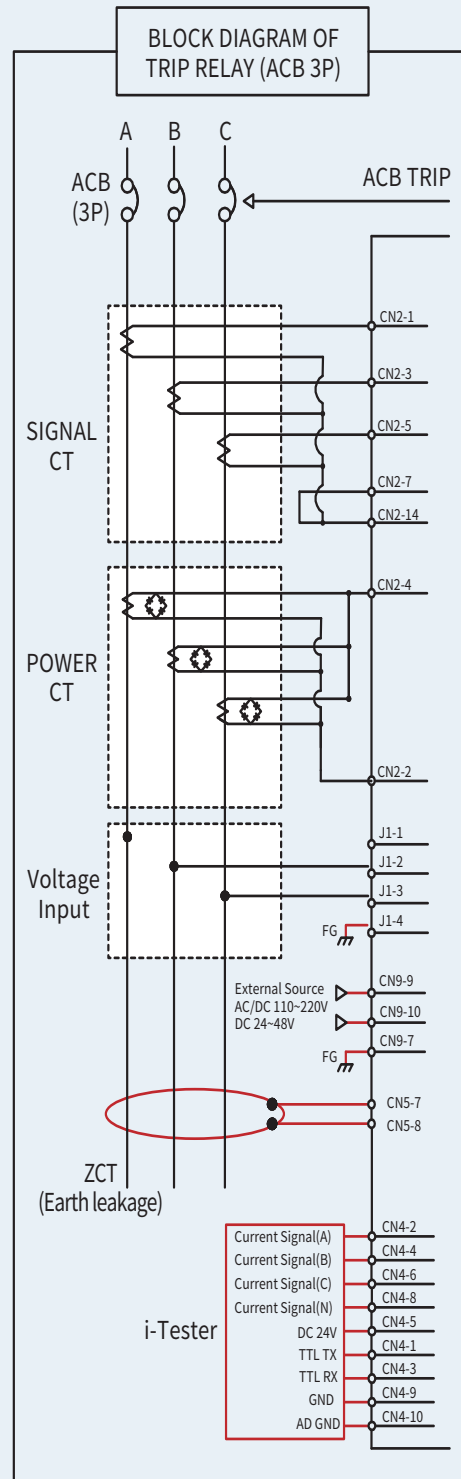 BLOCK DIAGRAM OF
TRIP RELAY (ACB 3P)
A
B
C
ACB
(3P)
ACB TRIP
CN2-1
CN2-3
SIGNAL
CT
CN2-5
CN2-7
CN2-14
CN2-4
POWER
CT
CN2-2
Voltage
Input
J1-1
J1-2
J1-3
J1-4
FG
External Source
AC/DC 110~220V
DC 24~48V
CN9-9
CN9-10
CN9-7
FG
CN5-7
CN5-8
ZCT
(Earth leakage)
i-Tester
Current Signal(A)
CN4-2
Current Signal(B)
CN4-4
Current Signal(C)
CN4-6
Current Signal(N)
CN4-8
DC 24V
CN4-5
TTL TX
CN4-1
TTL RX
CN4-3
GND
CN4-9
AD GND
CN4-10